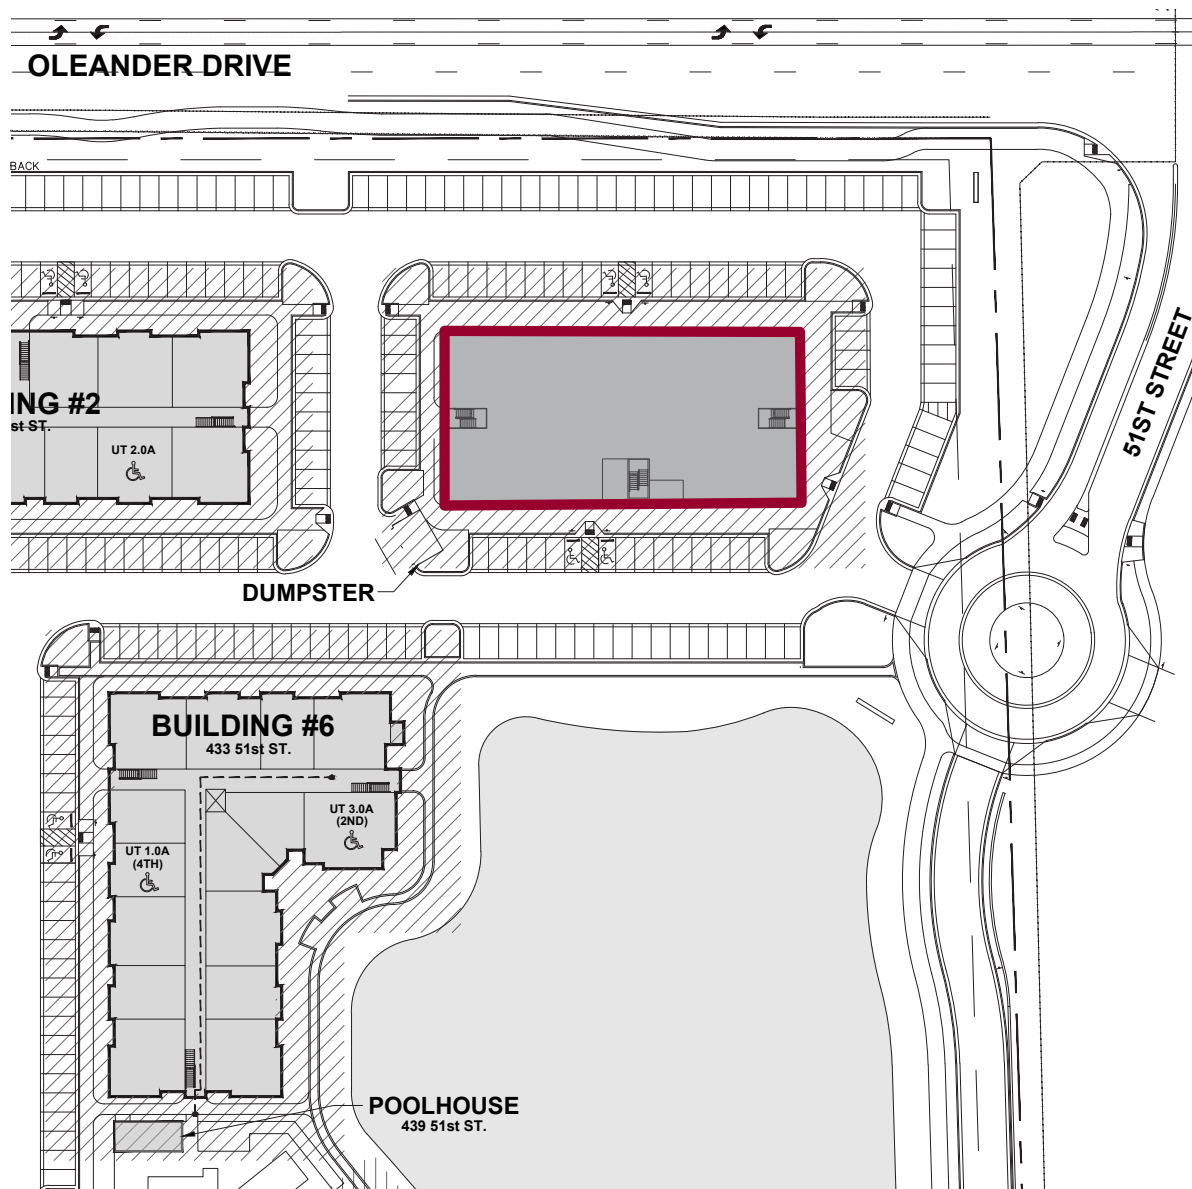 OLEANDER DRIVE
BACK
ING #2
st ST.
UT 2.0A
51ST STREET
DUMPSTER
BUILDING #6
433 51st ST.
UT 3.0A
(2ND)
UT 1.0A
(4TH)
POOLHOUSE
439 51st ST.